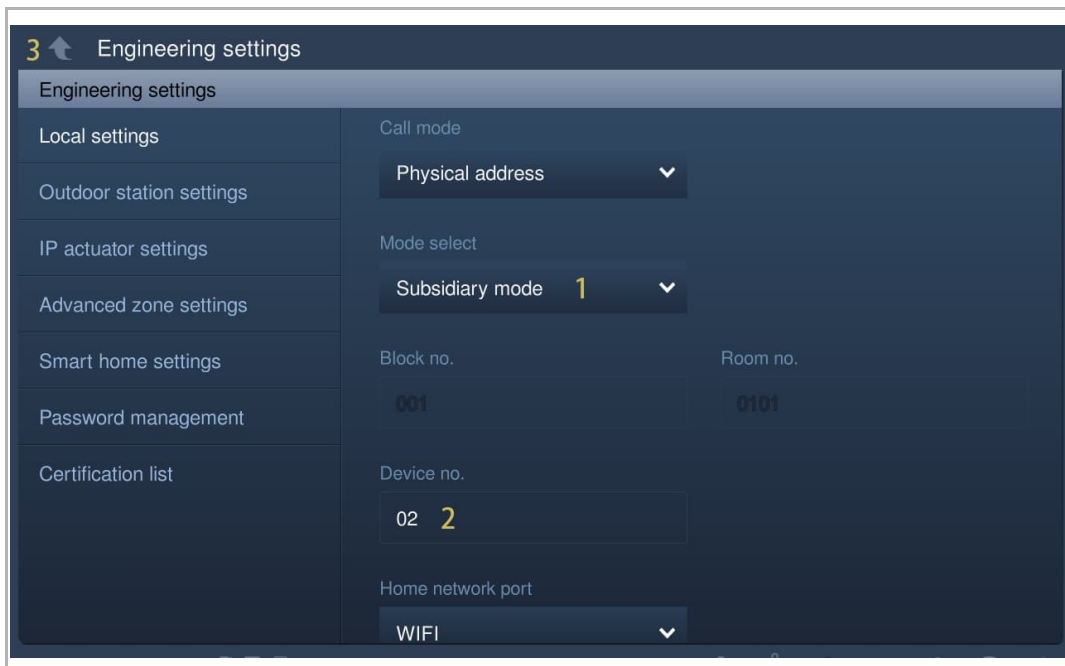 3 Engineering settings
Engineering settings
Local settings
Outdoor station settings
IP actuator settings
Advanced zone settings
Smart home settings
Password management
Certification list
Call mode
Physical address
Mode select
Subsidiary mode 1
Block no. Room no.
001 0101
Device no.
02 2
Home network port
WIFI